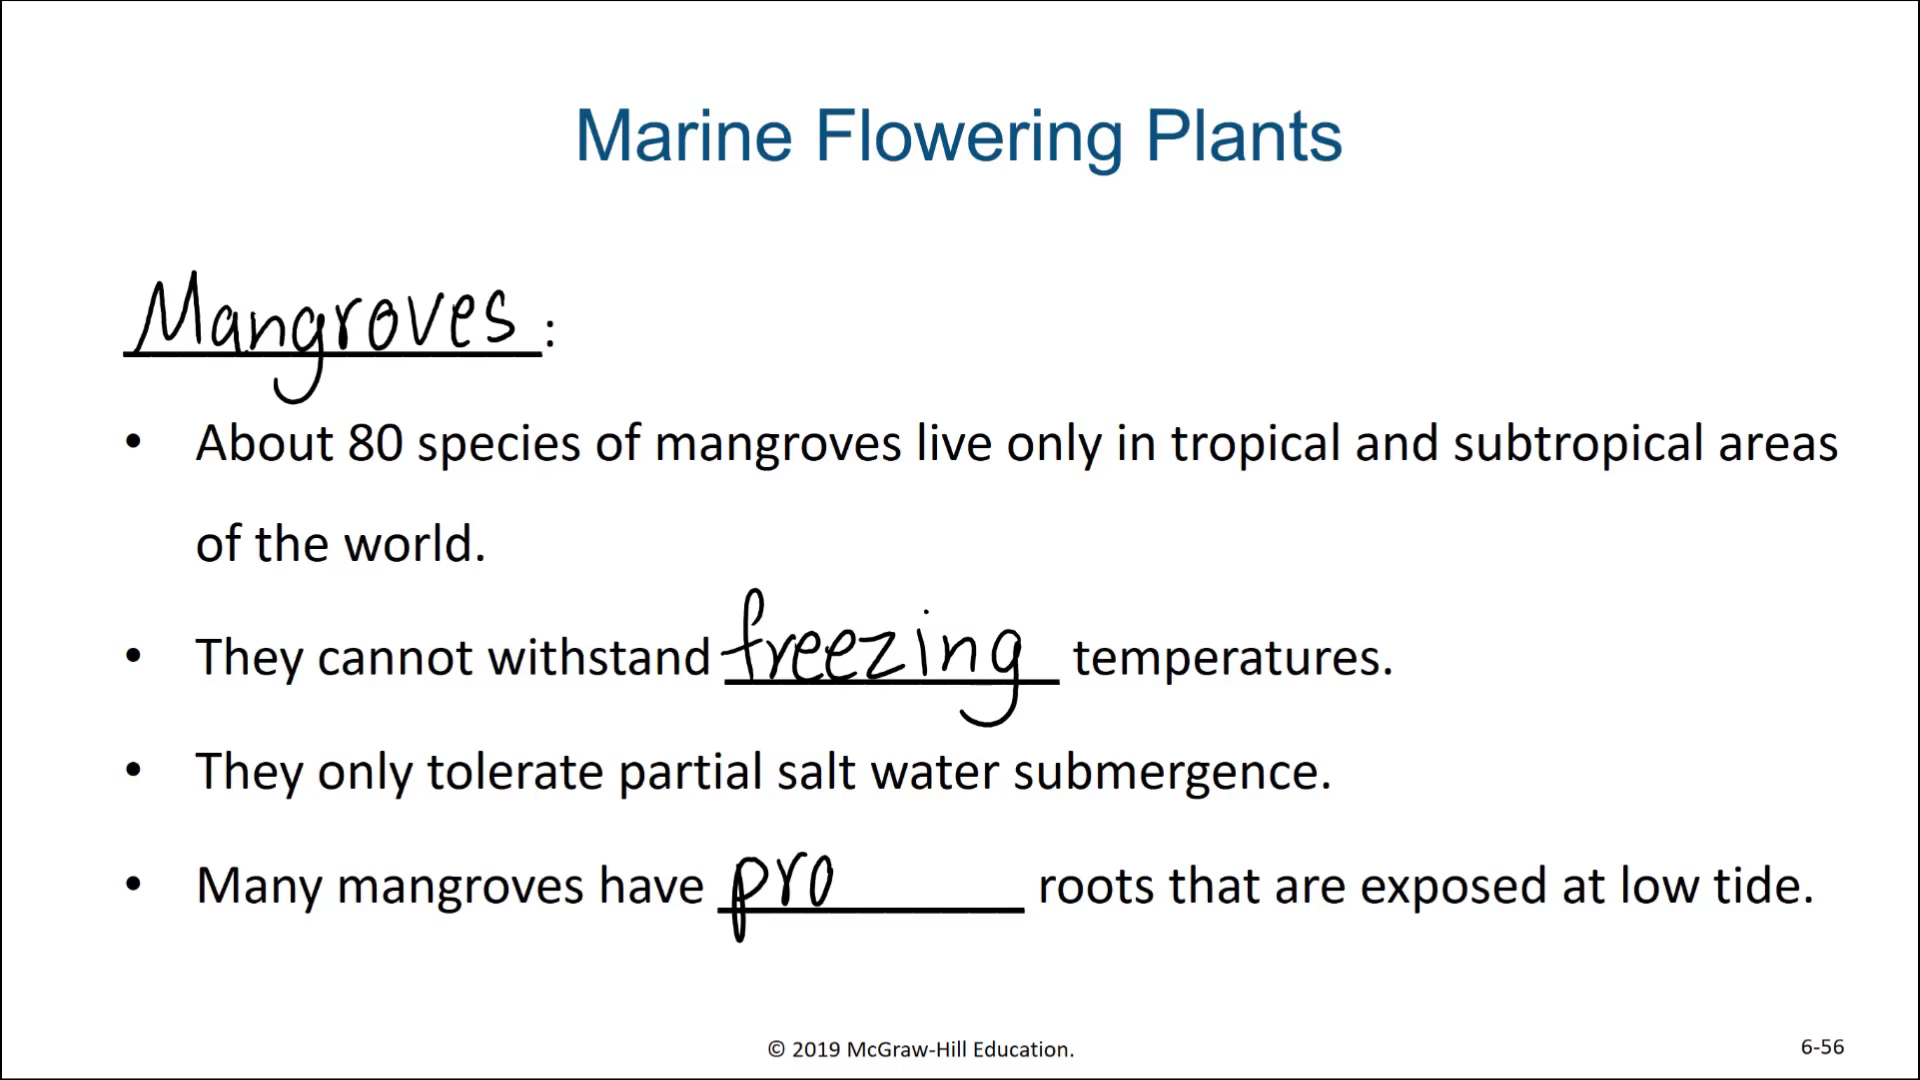 Marine Flowering Plants
Mangroves:
• About 80 species of mangroves live only in tropical and subtropical areas
of the world.
• They cannot withstand freezing temperatures.
• They only tolerate partial salt water submergence.
• Many mangroves have pro roots that are exposed at low tide.
© 2019 McGraw-Hill Education.
6-56